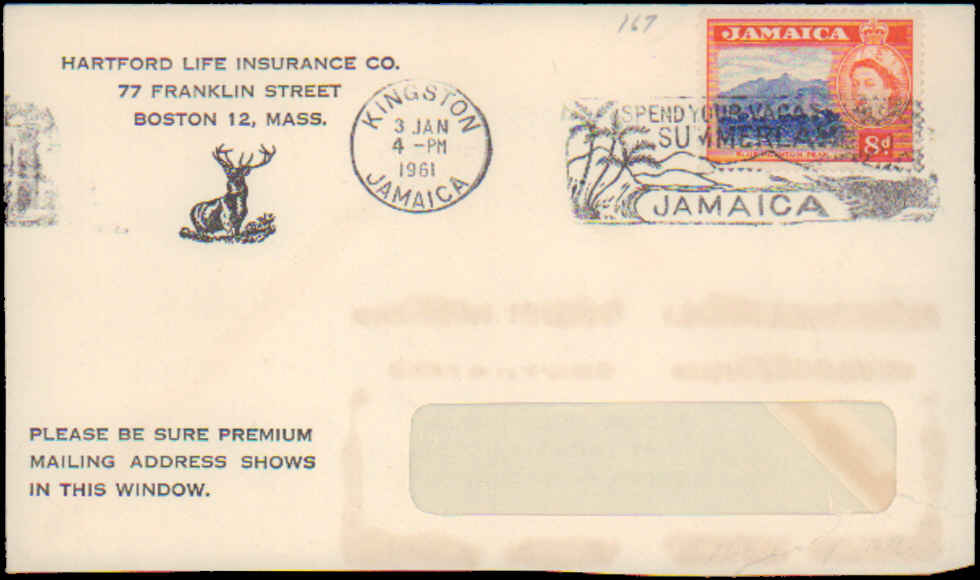 167
HARTFORD LIFE INSURANCE CO.
77 FRANKLIN STREET
BOSTON 12, MASS.
KINGSTON
3 JAN
4 - PM
1961
JAMAICA
JAMAICA
8d
SPEND YOUR
JAMAICA
PLEASE BE SURE PREMIUM
MAILING ADDRESS SHOWS
IN THIS WINDOW.